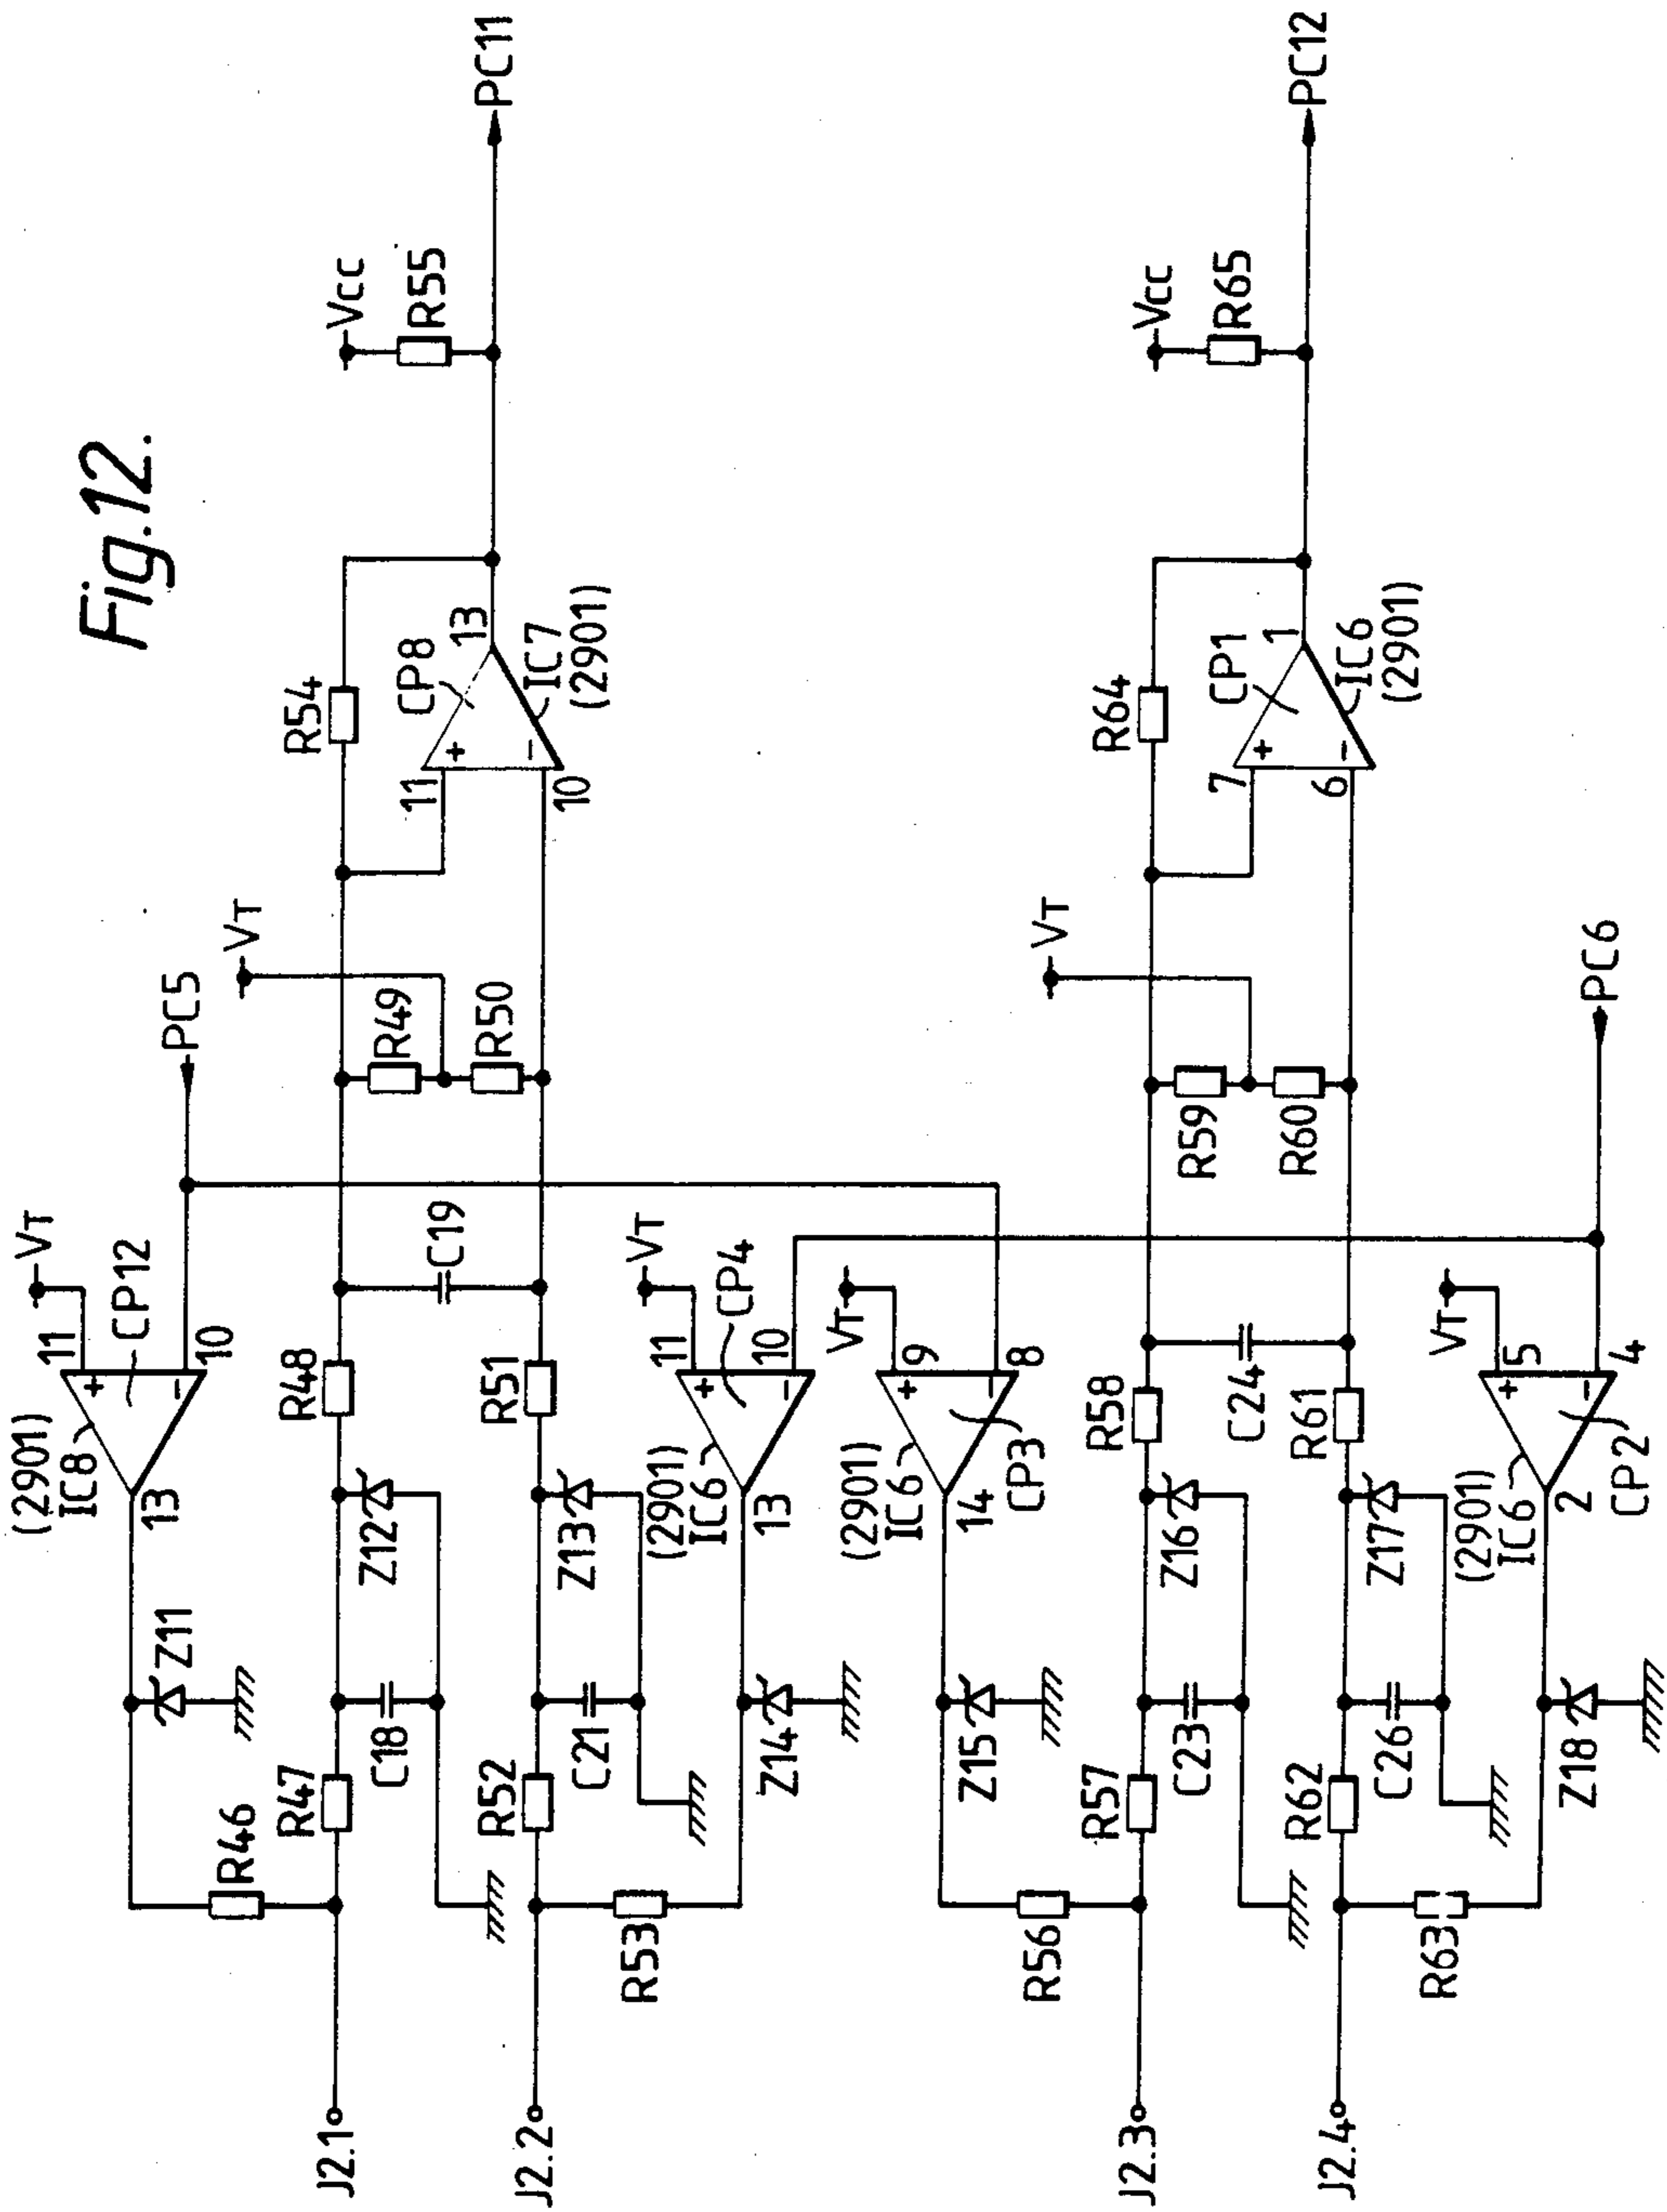 Fig.12.
(2901)
IC8
13
11
+
-
10
VT
CP12
PC5
Z11
R46
J2.1
R47
C18
Z12
R48
C19
R49
R50
VT
R54
11
+
-
10
CP8
13
IC7
(2901)
VCC
R55
PC11
J2.2
R52
C21
Z13
R51
R53
Z14
(2901)
IC6
13
11
+
-
10
VT
CP4
(2901)
IC6
14
9
+
-
8
VT
CP3
Z15
R56
J2.3
R57
C23
Z16
R58
C24
R59
R60
VT
R64
7
+
-
6
CP1
1
IC6
(2901)
VCC
R65
PC12
J2.4
R62
C26
Z17
R61
R63
Z18
(2901)
IC6
2
5
+
-
4
VT
CP2
PC6